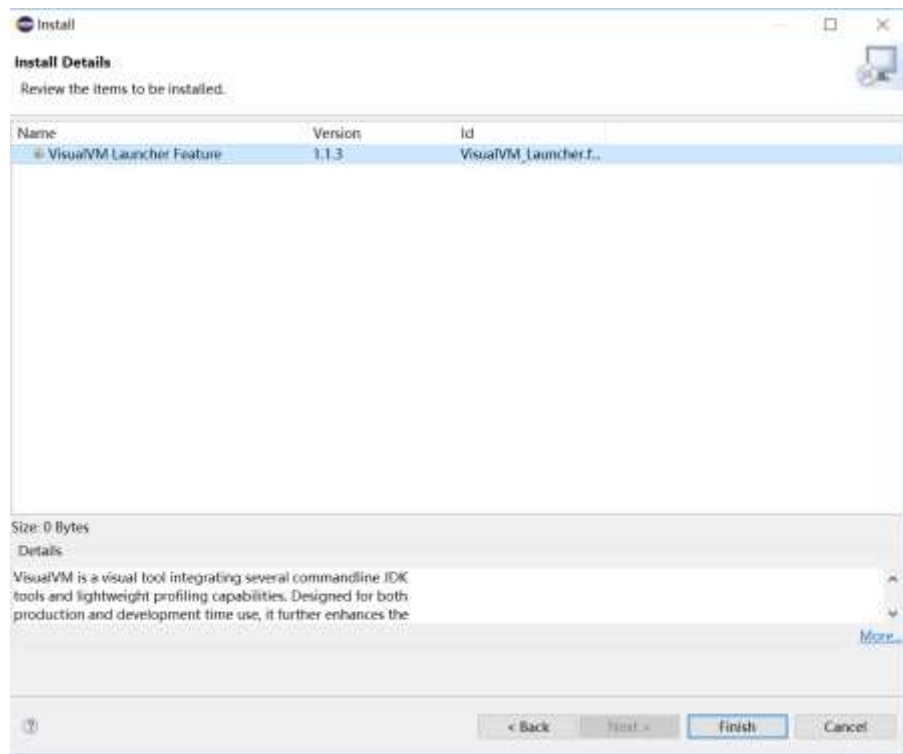 Install
Install Details
Review the items to be installed.
Name Version Id
VisualVM Launcher Feature 1.1.3 VisualVM_Launcher.f...
Size: 0 Bytes
Details
VisualVM is a visual tool integrating several commandline JDK
tools and lightweight profiling capabilities. Designed for both
production and development time use, it further enhances the
More...
< Back Next > Finish Cancel